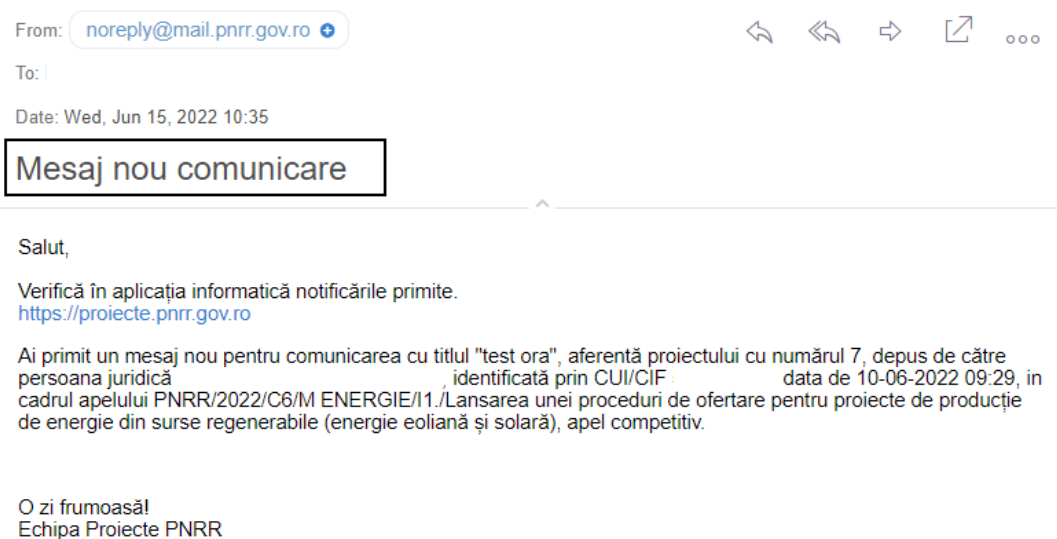 From: noreply@mail.pnrr.gov.ro
To:
Date: Wed, Jun 15, 2022 10:35
Mesaj nou comunicare
Salut,
Verifică în aplicația informatică notificările primite.
https://proiecte.pnrr.gov.ro
Ai primit un mesaj nou pentru comunicarea cu titlul "test ora", aferentă proiectului cu numărul 7, depus de către
persoana juridică , identificată prin CUI/CIF data de 10-06-2022 09:29, in
cadrul apelului PNRR/2022/C6/M ENERGIE/I1./Lansarea unei proceduri de ofertare pentru proiecte de producție
de energie din surse regenerabile (energie eoliană și solară), apel competitiv.
O zi frumoasă!
Echipa Proiecte PNRR